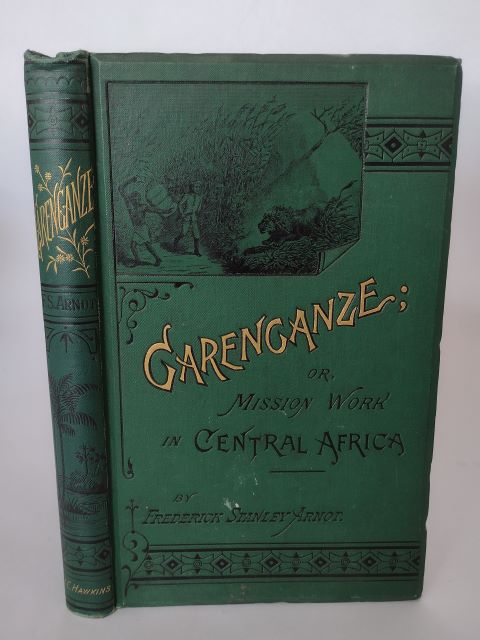 GARENGANZE
F.S. ARNOT
HAWKINS
GARENGANZE;
OR,
MISSION WORK
IN CENTRAL AFRICA
BY
FREDERICK STANLEY ARNOT.